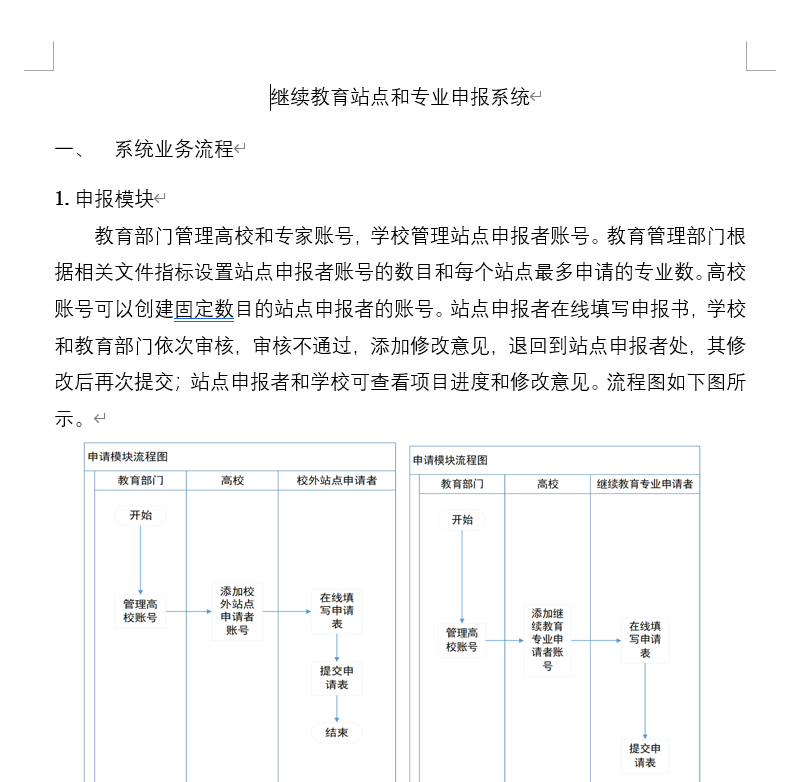 继续教育站点和专业申报系统
一、 系统业务流程
1. 申报模块
教育部门管理高校和专家账号，学校管理站点申报者账号。教育管理部门根
据相关文件指标设置站点申报者账号的数目和每个站点最多申请的专业数。高校
账号可以创建固定数目的站点申报者的账号。站点申报者在线填写申报书，学校
和教育部门依次审核，审核不通过，添加修改意见，退回到站点申报者处，其修
改后再次提交；站点申报者和学校可查看项目进度和修改意见。流程图如下图所
示。
申请模块流程图
教育部门 高校 校外站点申请者
开始
管理高
校账号
添加校
外站点
申请者
账号
在线填
写申请
表
提交申
请表
结束
申请模块流程图
教育部门 高校 继续教育专业申请者
开始
管理高
校账号
添加继
续教育
专业申
请者账
号
在线填
写申请
表
提交申
请表